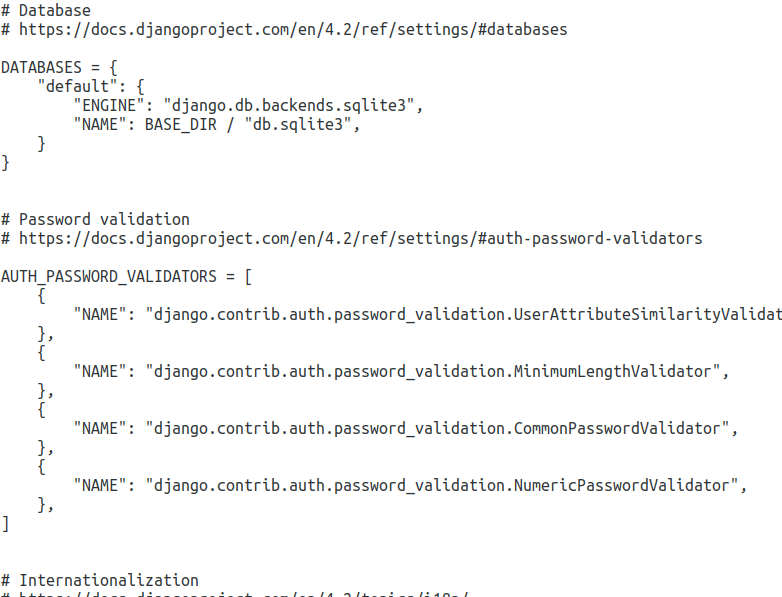 # Database
# https://docs.djangoproject.com/en/4.2/ref/settings/#databases
DATABASES = {
"default": {
"ENGINE": "django.db.backends.sqlite3",
"NAME": BASE_DIR / "db.sqlite3",
}
}
# Password validation
# https://docs.djangoproject.com/en/4.2/ref/settings/#auth-password-validators
AUTH_PASSWORD_VALIDATORS = [
{
"NAME": "django.contrib.auth.password_validation.UserAttributeSimilarityValidat
},
{
"NAME": "django.contrib.auth.password_validation.MinimumLengthValidator",
},
{
"NAME": "django.contrib.auth.password_validation.CommonPasswordValidator",
},
{
"NAME": "django.contrib.auth.password_validation.NumericPasswordValidator",
},
]
# Internationalization